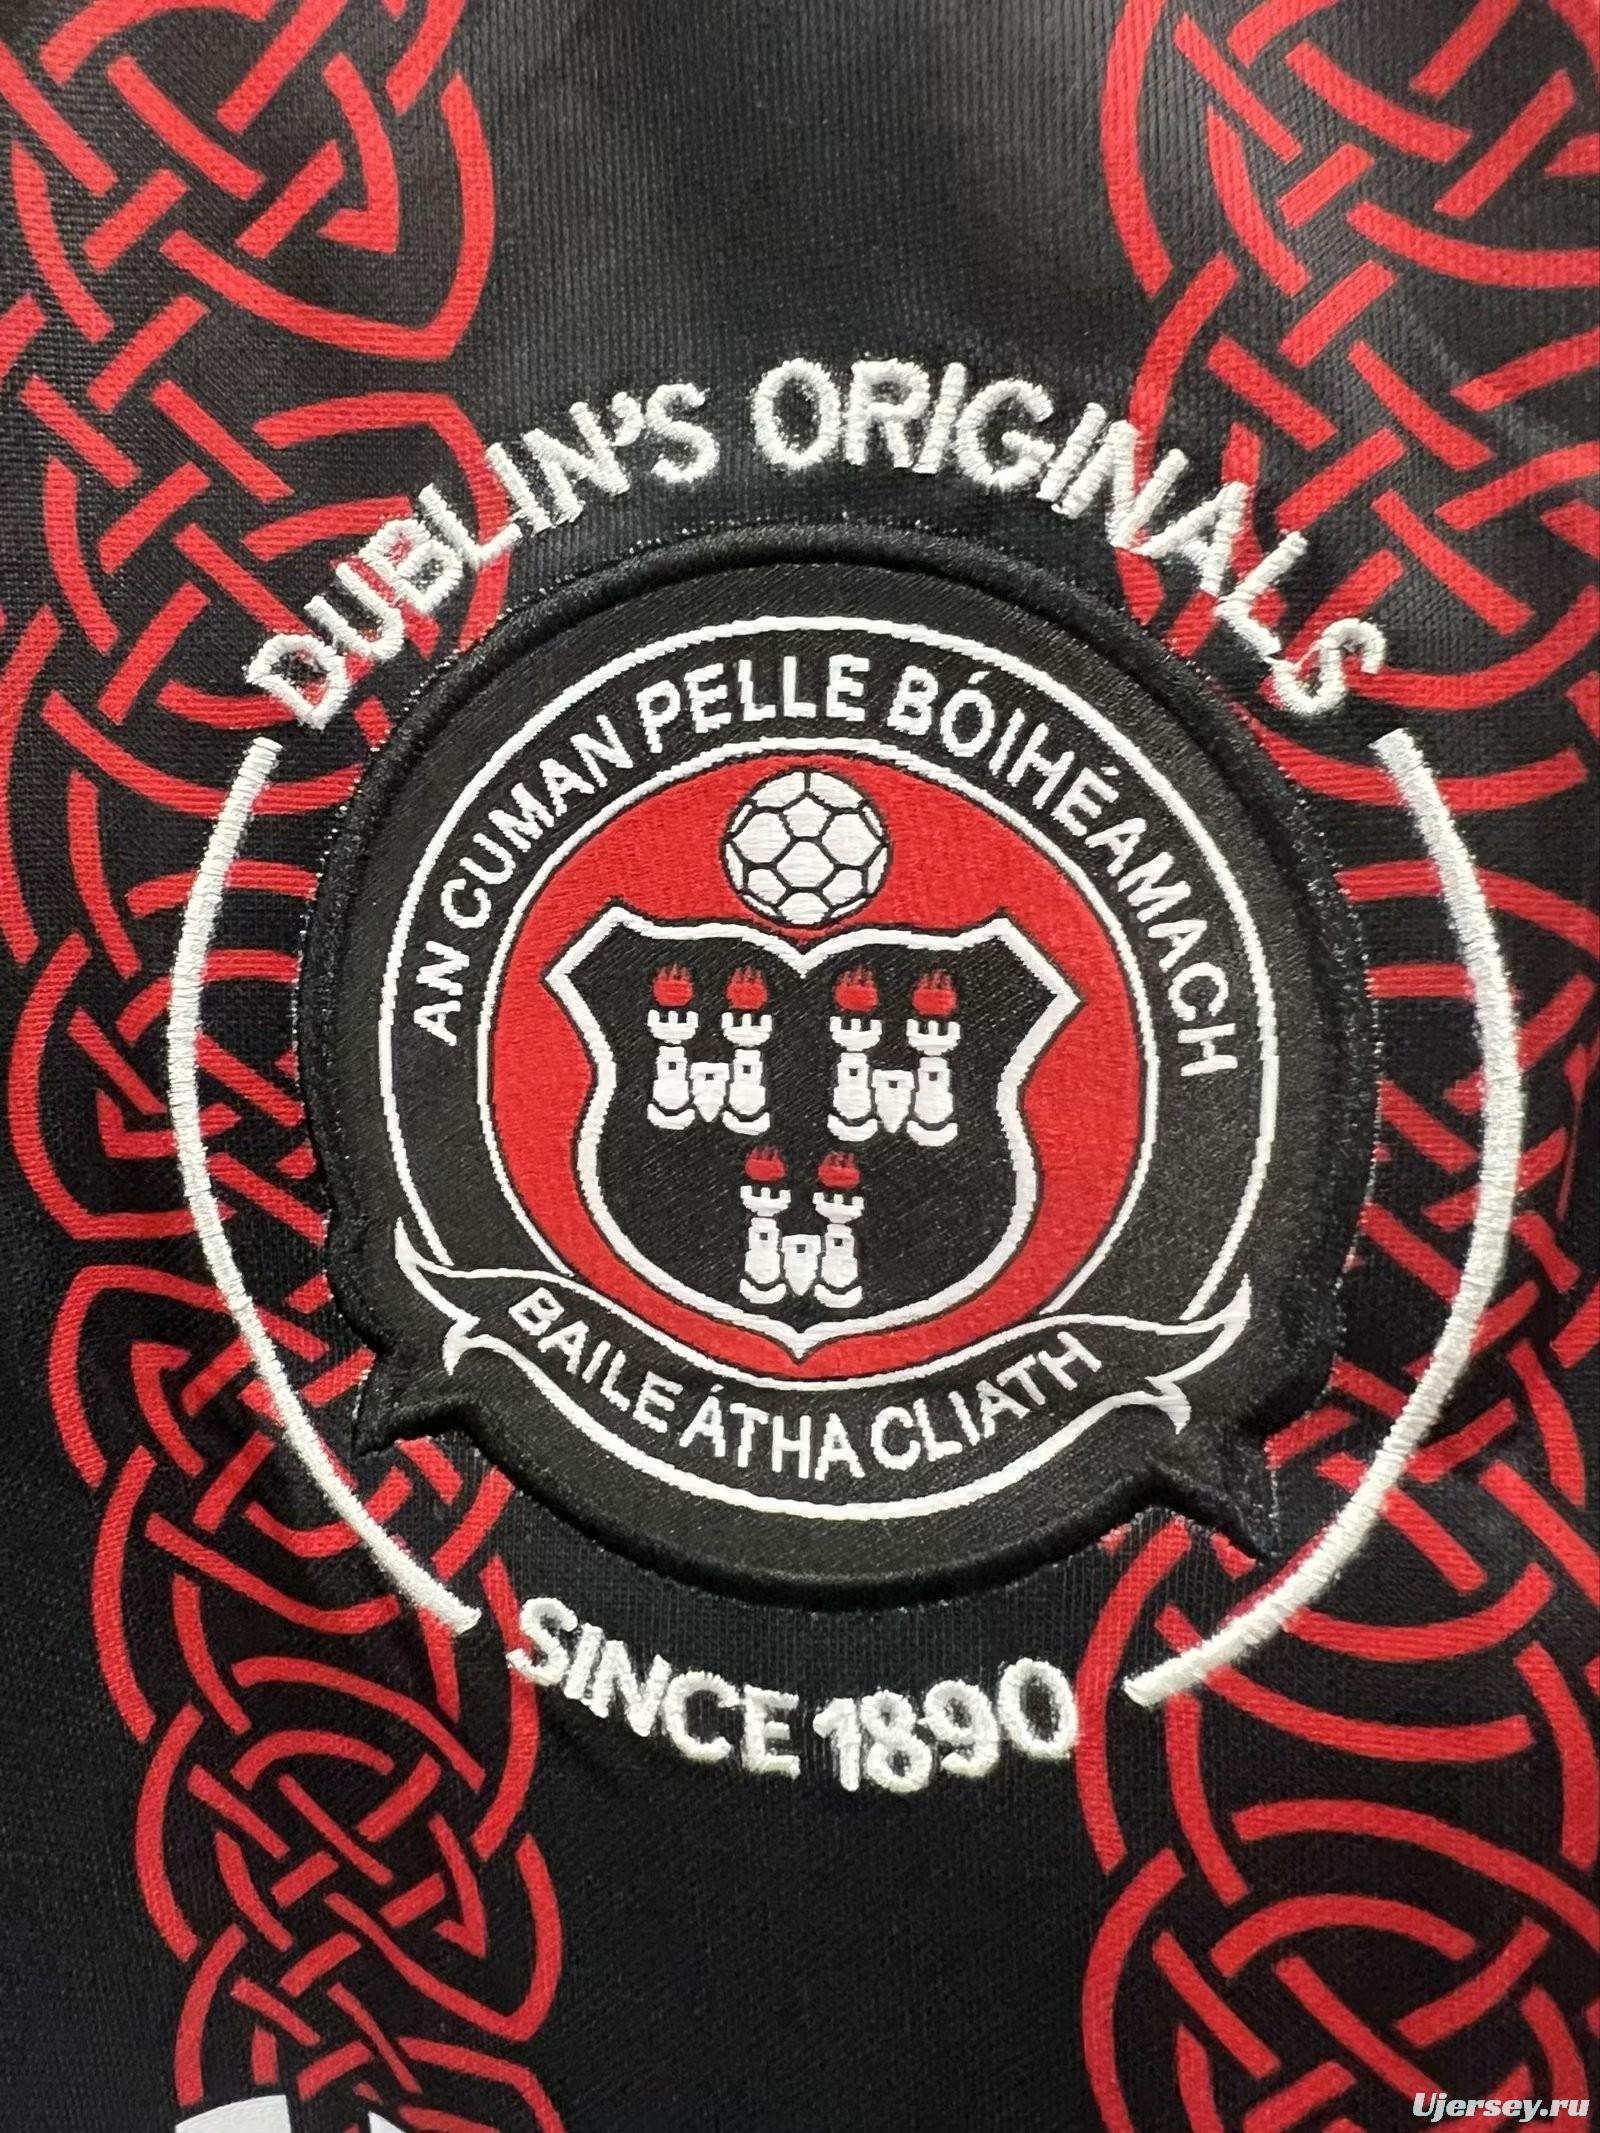 DUBLIN'S ORIGINALS
AN CUMAN PELLE BÓIHÉAMACH
BAILE ÁTHA CLIATH
SINCE 1890
Ujersey.ru